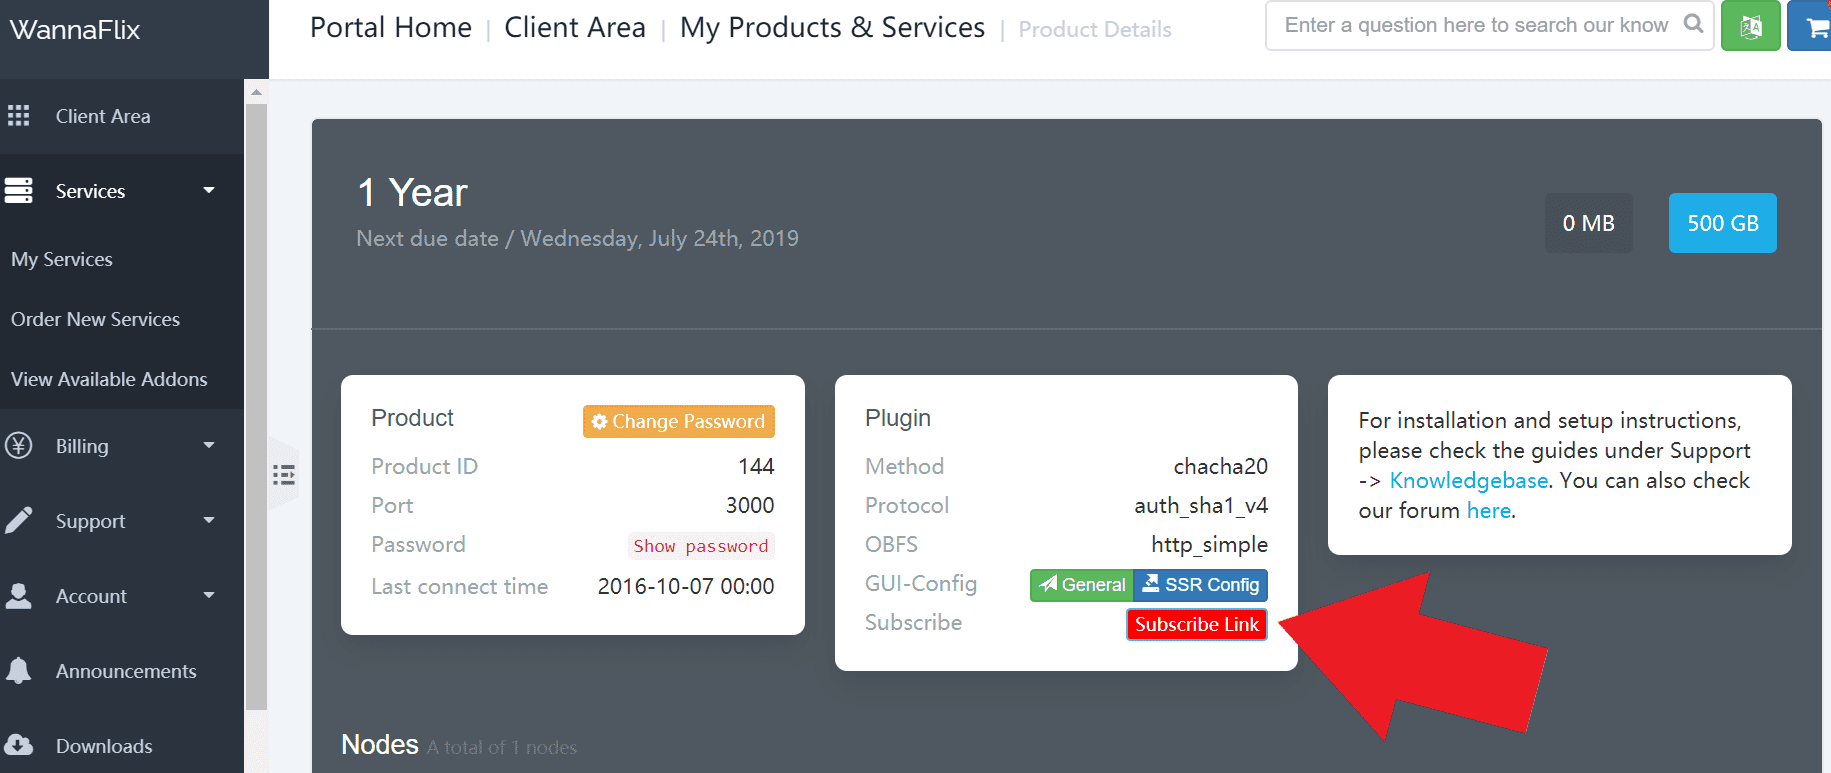 WannaFlix
Portal Home | Client Area | My Products & Services | Product Details
Enter a question here to search our know
Client Area
Services
My Services
Order New Services
View Available Addons
Billing
Support
Account
Announcements
Downloads
1 Year
Next due date / Wednesday, July 24th, 2019
0 MB
500 GB
Product
Change Password
Product ID 144
Port 3000
Password Show password
Last connect time 2016-10-07 00:00
Plugin
Method chacha20
Protocol auth_sha1_v4
OBFS http_simple
GUI-Config General SSR Config
Subscribe Subscribe Link
For installation and setup instructions,
please check the guides under Support
-> Knowledgebase. You can also check
our forum here.
Nodes A total of 1 nodes